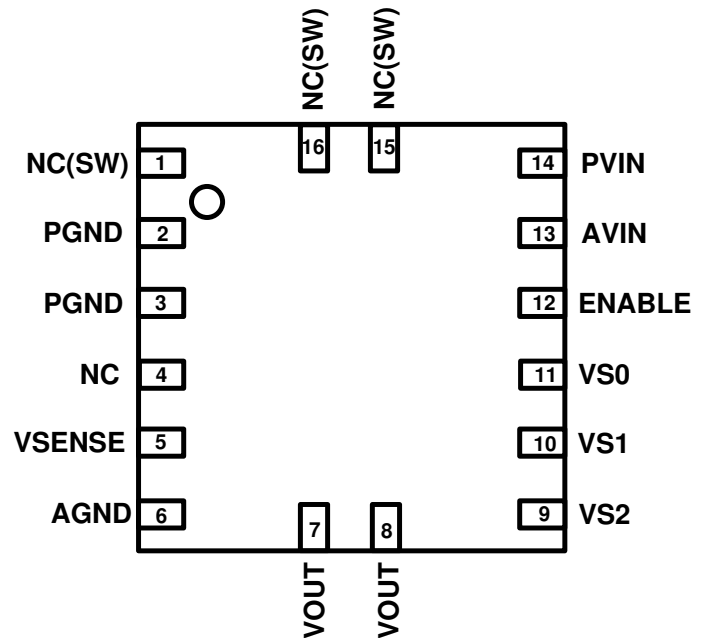 NC(SW)
NC(SW)
16
15
NC(SW) 1
14 PVIN
PGND 2
13 AVIN
PGND 3
12 ENABLE
NC 4
11 VS0
VSENSE 5
10 VS1
AGND 6
9 VS2
7
8
VOUT
VOUT